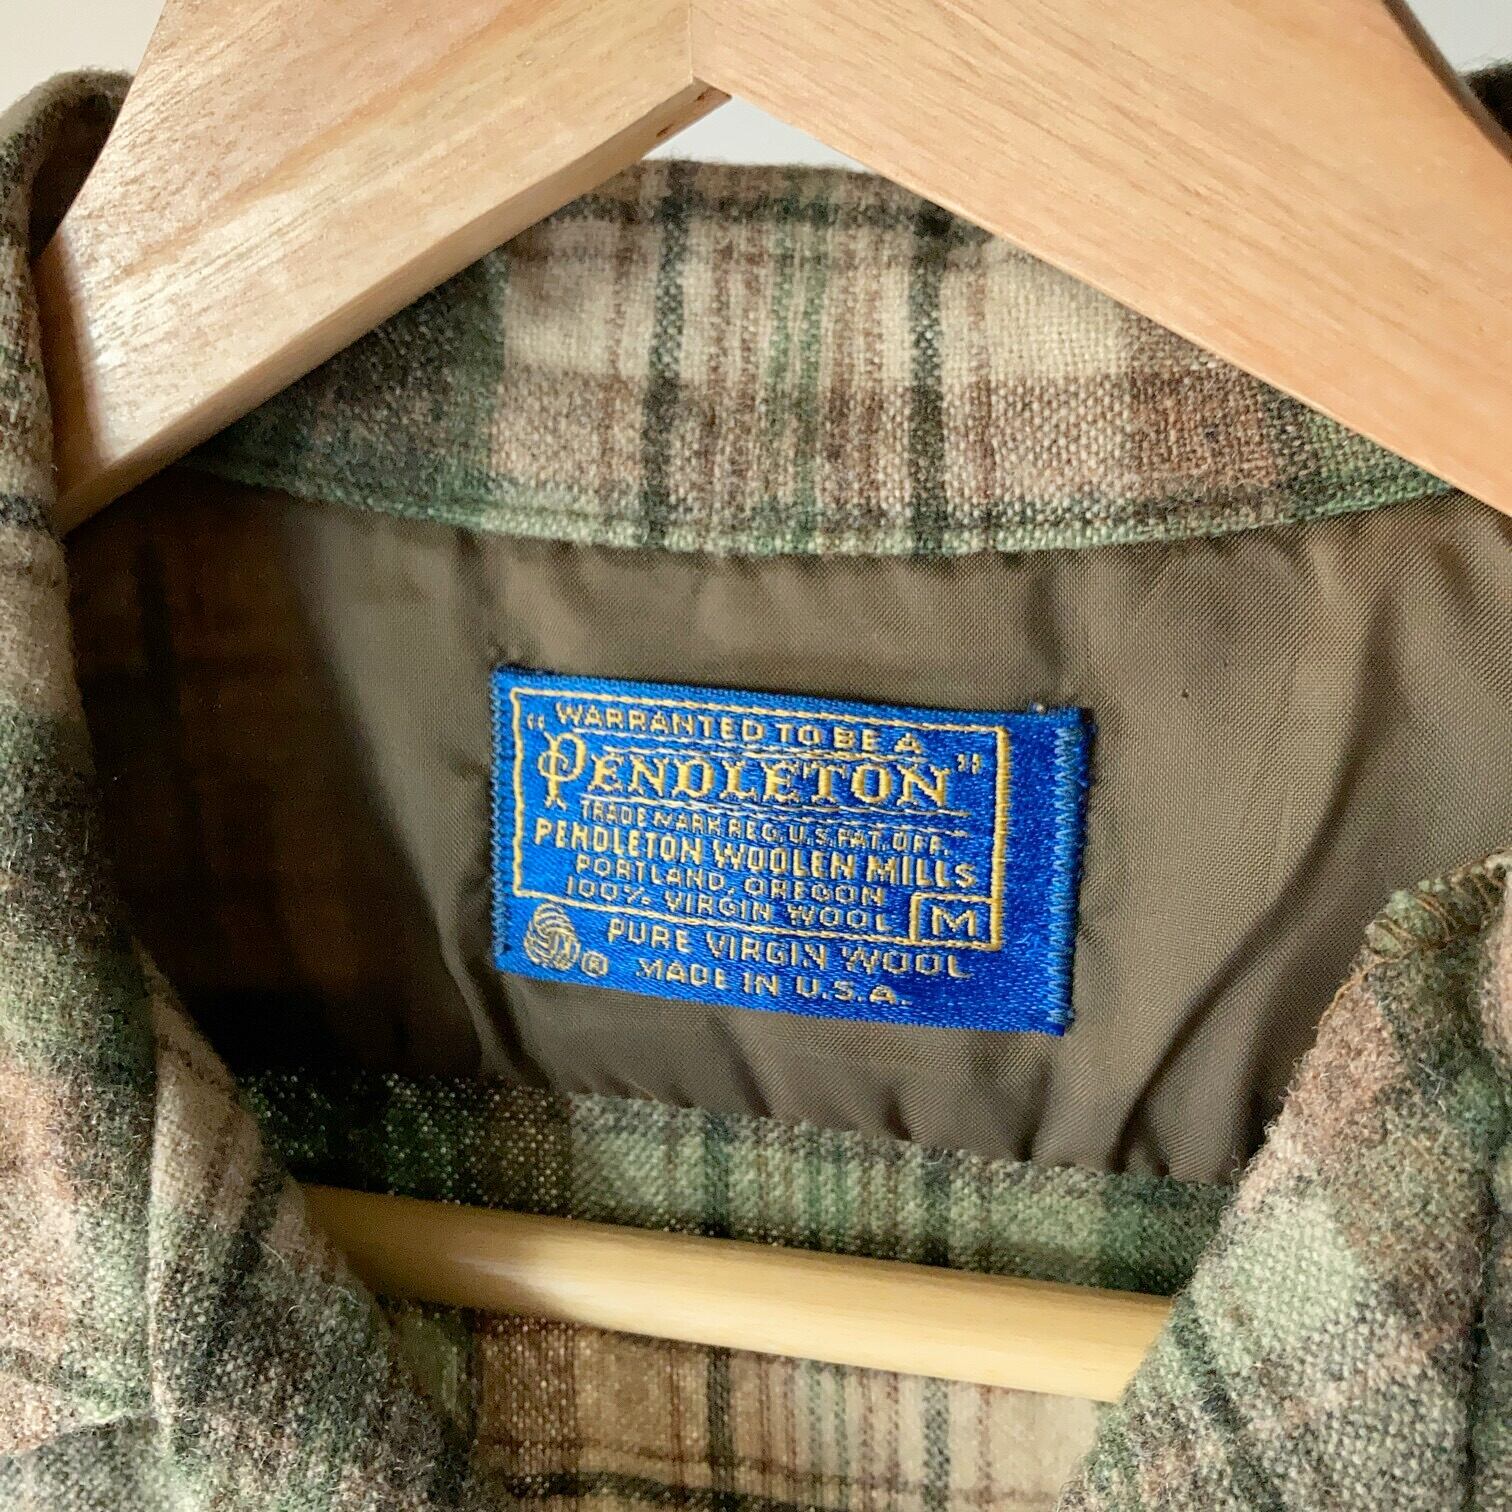 "WARRANTED TO BE A
PENDLETON"
TRADE MARK REG. U.S. PAT. OFF.
PENDLETON WOOLEN MILLS
PORTLAND, OREGON
100% VIRGIN WOOL M
® PURE VIRGIN WOOL
MADE IN U.S.A.